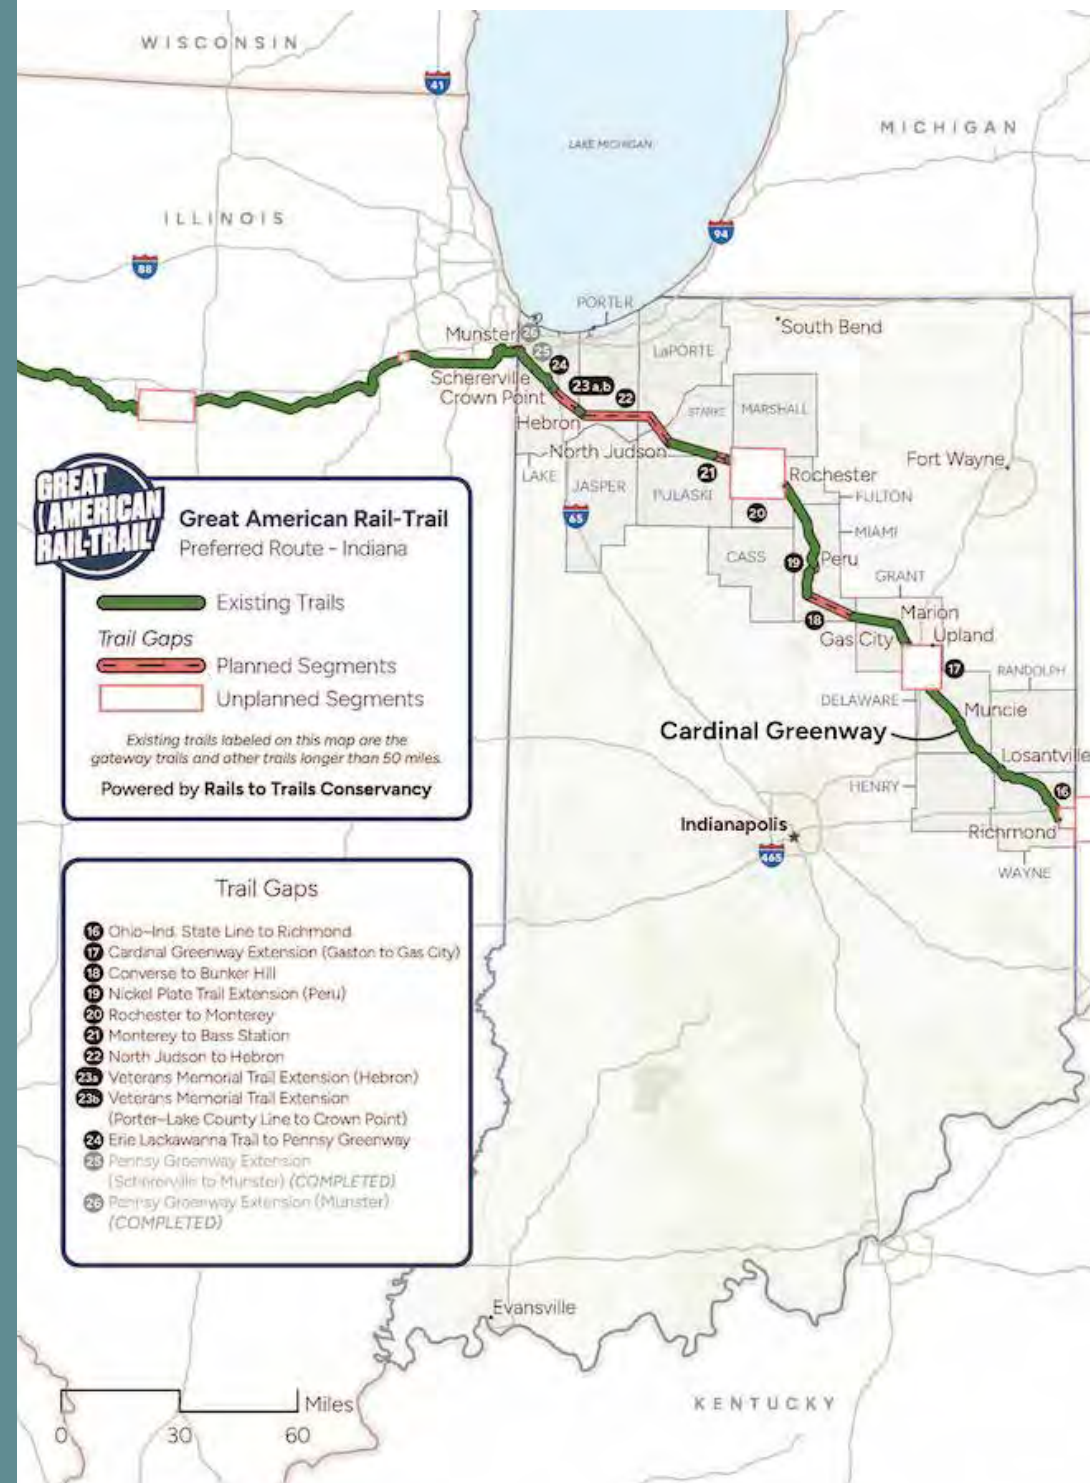 WISCONSIN
41
LAKE MICHIGAN
MICHIGAN
ILLINOIS
94
88
PORTER
South Bend
Munster
26
25
LaPORTE
24
Schererville
23 a,b
Crown Point
22
STARKE
MARSHALL
Hebron
North Judson
Fort Wayne
LAKE
21
Rochester
JASPER
PULASKI
FULTON
65
20
MIAMI
CASS
19
Peru
GRANT
Marion
18
Gas City
Upland
17
RANDOLPH
DELAWARE
Muncie
Cardinal Greenway
Losantville
HENRY
16
Indianapolis
Richmond
465
WAYNE
GREAT
AMERICAN
RAIL-TRAIL
Great American Rail-Trail
Preferred Route - Indiana
Existing Trails
Trail Gaps
Planned Segments
Unplanned Segments
Existing trails labeled on this map are the
gateway trails and other trails longer than 50 miles.
Powered by Rails to Trails Conservancy
Trail Gaps
16 Ohio–Ind. State Line to Richmond
17 Cardinal Greenway Extension (Gaston to Gas City)
18 Converse to Bunker Hill
19 Nickel Plate Trail Extension (Peru)
20 Rochester to Monterey
21 Monterey to Bass Station
22 North Judson to Hebron
23a Veterans Memorial Trail Extension (Hebron)
23b Veterans Memorial Trail Extension
(Porter–Lake County Line to Crown Point)
24 Erie Lackawanna Trail to Pennsy Greenway
25 Pennsy Greenway Extension
(Schererville to Munster) (COMPLETED)
26 Pennsy Greenway Extension (Munster)
(COMPLETED)
Evansville
KENTUCKY
Miles
0 30 60